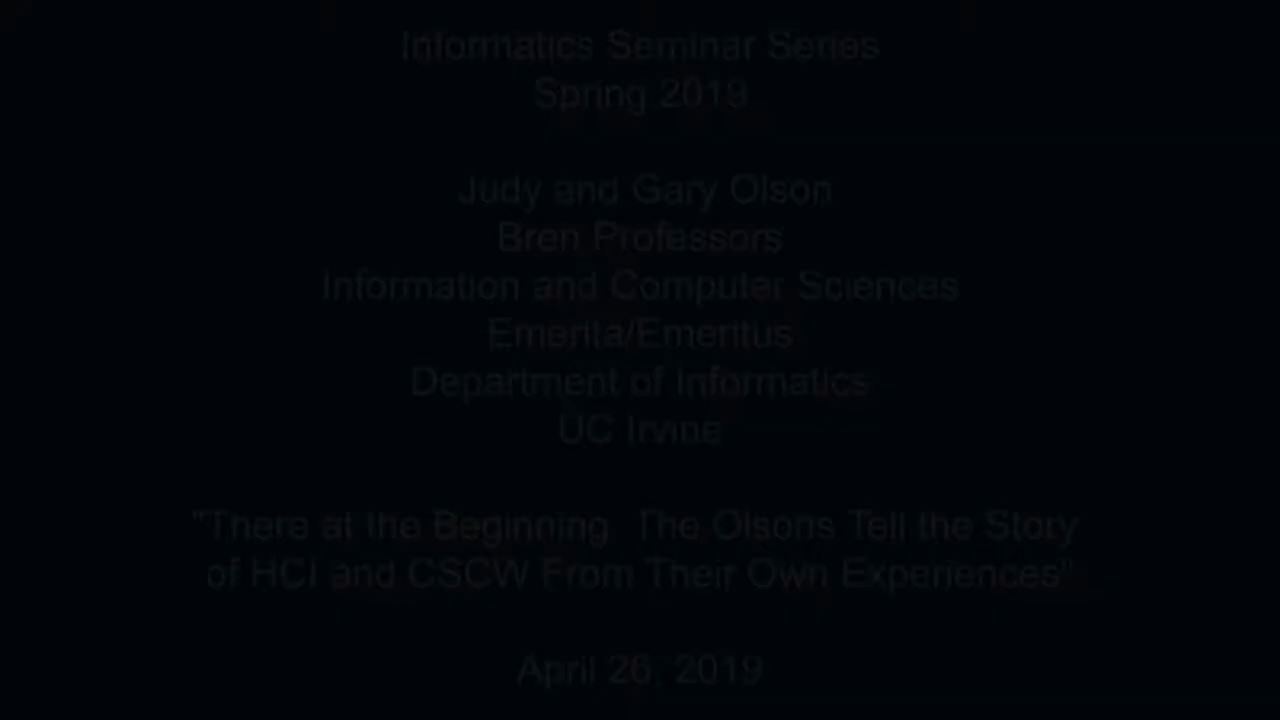 Informatics Seminar Series
Spring 2019
Judy and Gary Olson
Bren Professors
Information and Computer Sciences
Emerita/Emeritus
Department of Informatics
UC Irvine
"There at the Beginning: The Olsons Tell the Story
of HCI and CSCW From Their Own Experiences"
April 26, 2019